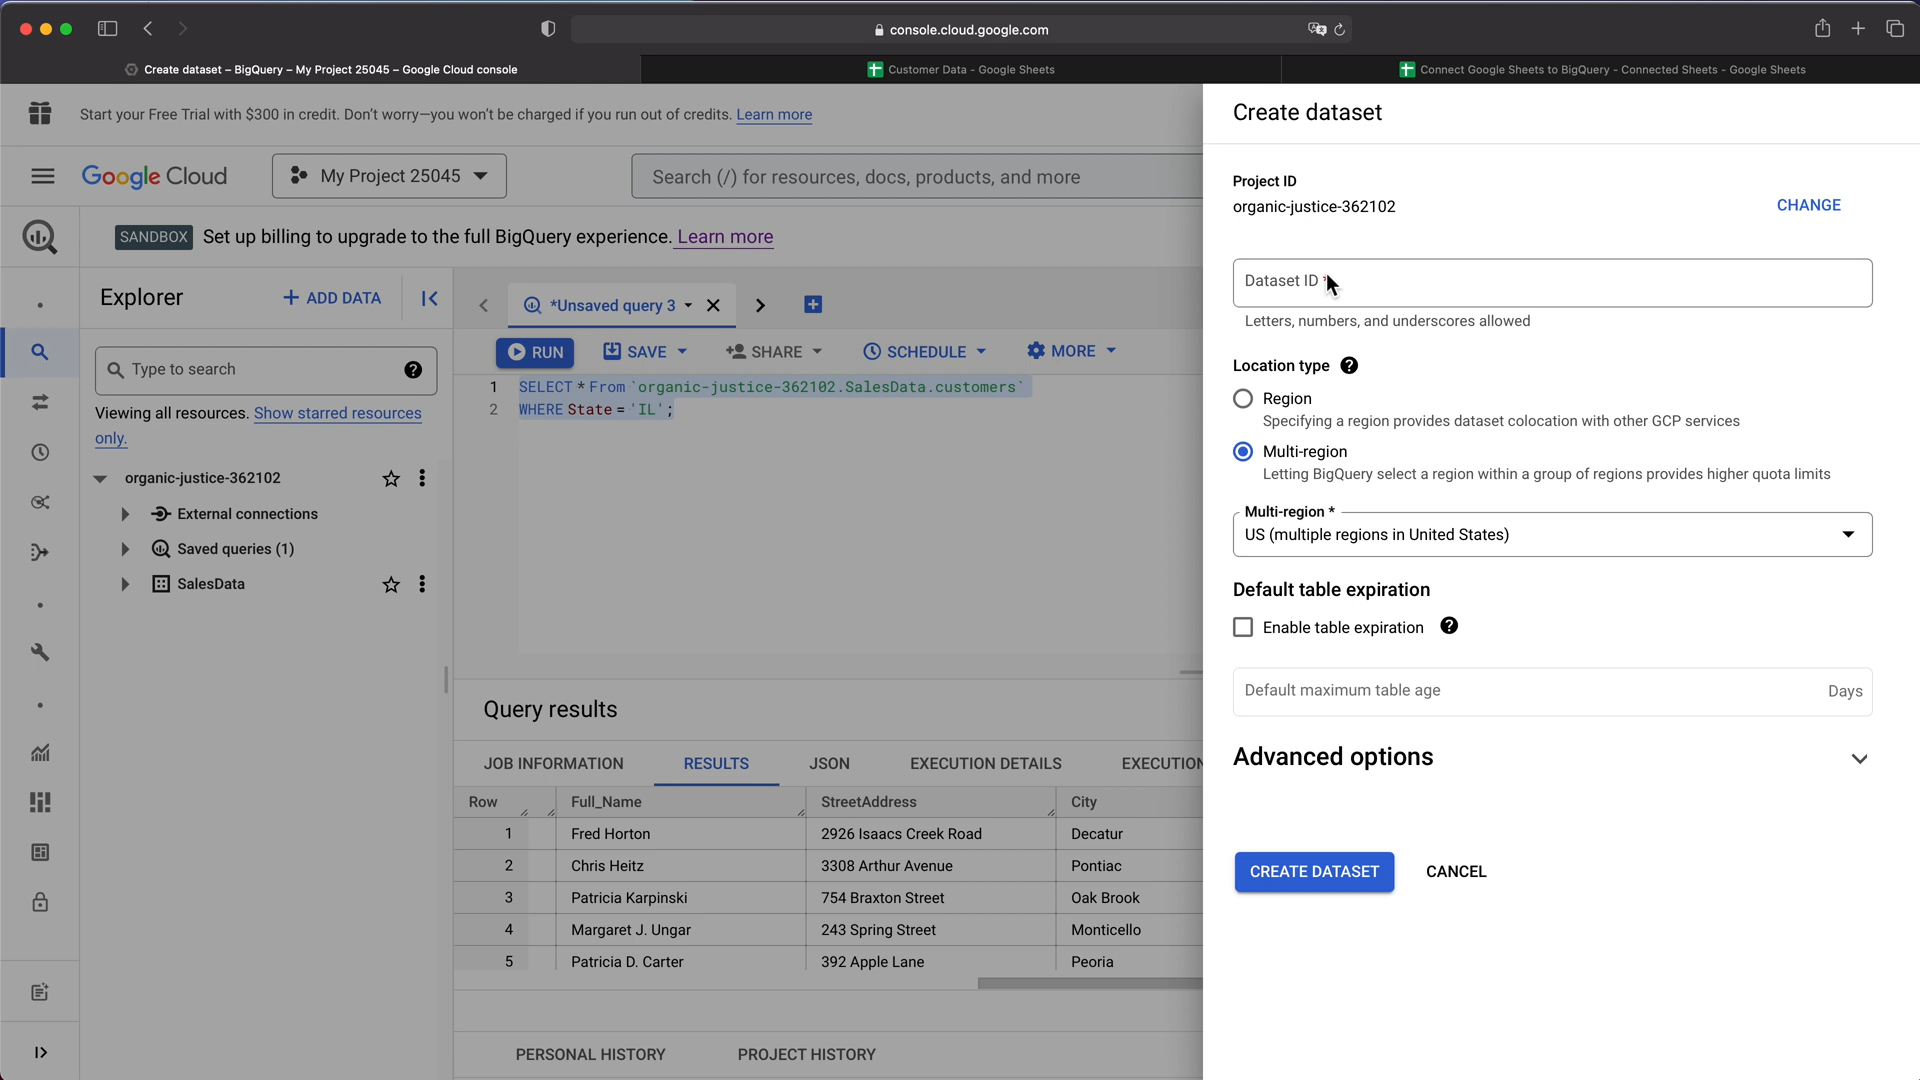 console.cloud.google.com
Create dataset – BigQuery – My Project 25045 – Google Cloud console
Customer Data - Google Sheets
Connect Google Sheets to BigQuery - Connected Sheets - Google Sheets
Start your Free Trial with $300 in credit. Don’t worry—you won’t be charged if you run out of credits. Learn more
Google Cloud
My Project 25045
Search (/) for resources, docs, products, and more
SANDBOX Set up billing to upgrade to the full BigQuery experience. Learn more
Explorer
+ ADD DATA
Type to search
Viewing all resources. Show starred resources
only.
organic-justice-362102
External connections
Saved queries (1)
SalesData
*Unsaved query 3
RUN
SAVE
SHARE
SCHEDULE
MORE
1 SELECT * From `organic-justice-362102.SalesData.customers`
2 WHERE State = 'IL';
Query results
JOB INFORMATION
RESULTS
JSON
EXECUTION DETAILS
EXECUTION
Row Full_Name StreetAddress City
1 Fred Horton 2926 Isaacs Creek Road Decatur
2 Chris Heitz 3308 Arthur Avenue Pontiac
3 Patricia Karpinski 754 Braxton Street Oak Brook
4 Margaret J. Ungar 243 Spring Street Monticello
5 Patricia D. Carter 392 Apple Lane Peoria
PERSONAL HISTORY
PROJECT HISTORY
Create dataset
Project ID
organic-justice-362102
CHANGE
Dataset ID *
Letters, numbers, and underscores allowed
Location type
Region
Specifying a region provides dataset colocation with other GCP services
Multi-region
Letting BigQuery select a region within a group of regions provides higher quota limits
Multi-region *
US (multiple regions in United States)
Default table expiration
Enable table expiration
Default maximum table age
Days
Advanced options
CREATE DATASET
CANCEL